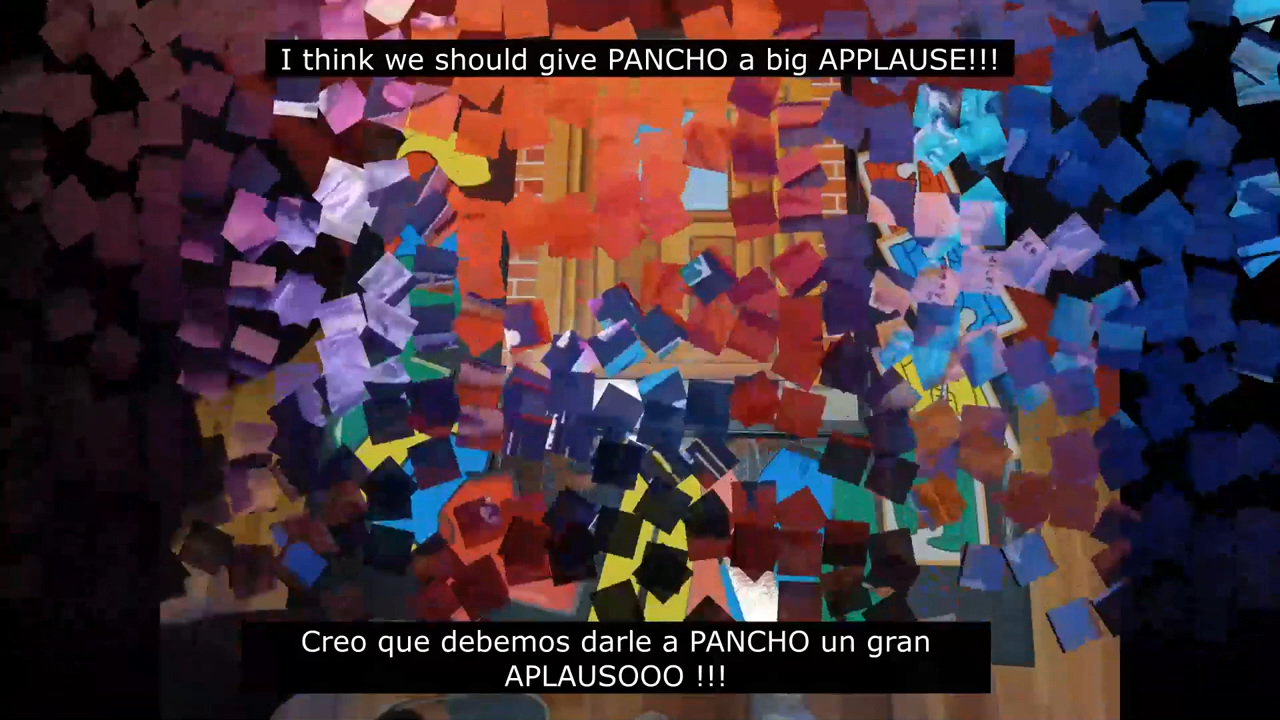 I think we should give PANCHO a big APPLAUSE!!!
Creo que debemos darle a PANCHO un gran
APLAUSOOO !!!